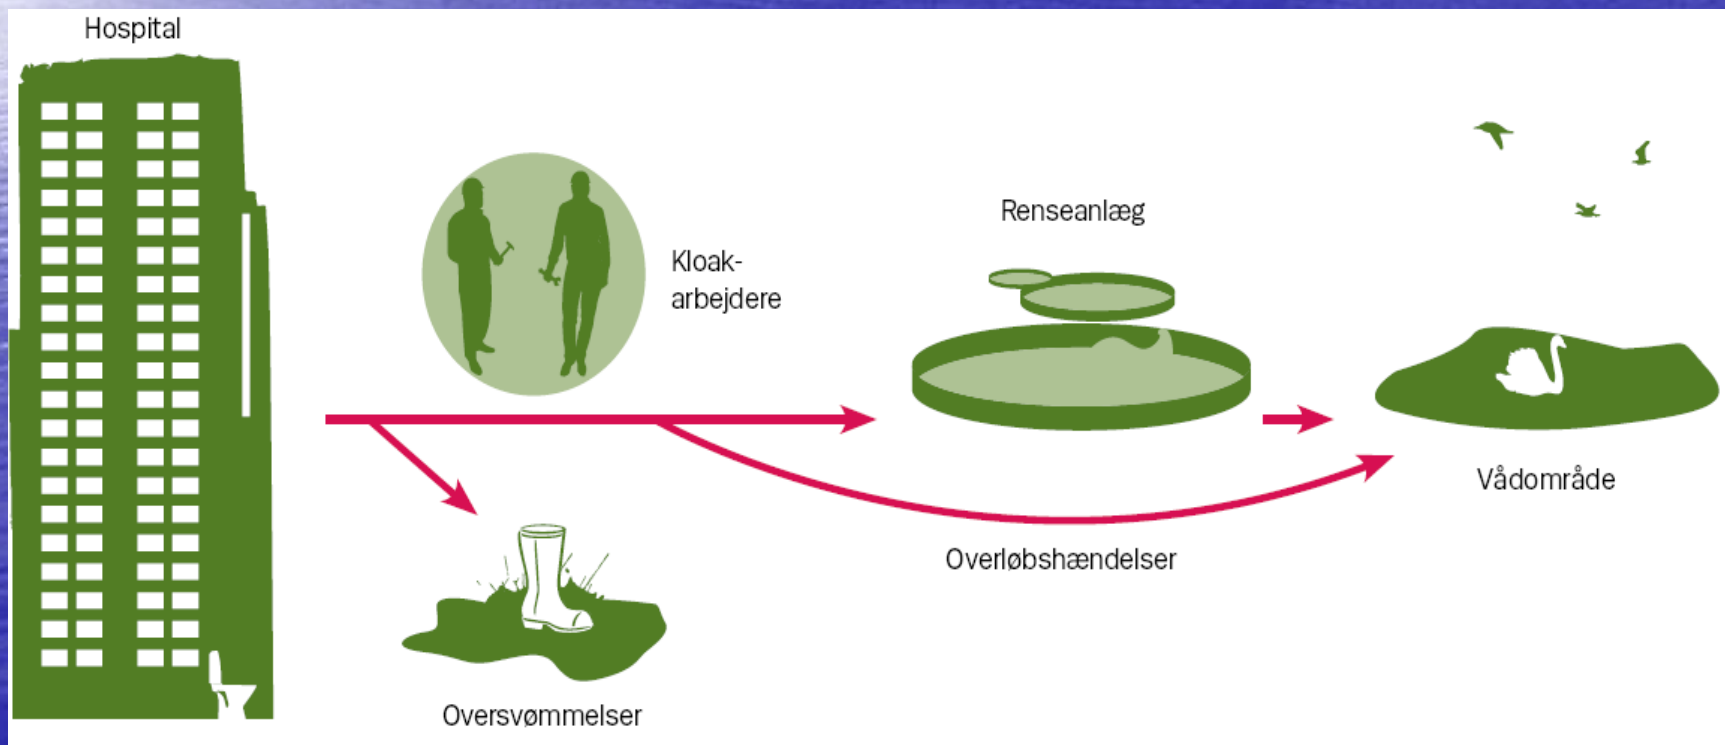 Hospital
Kloak-
arbejdere
Renseanlæg
Vådområde
Overløbshændelser
Oversvømmelser